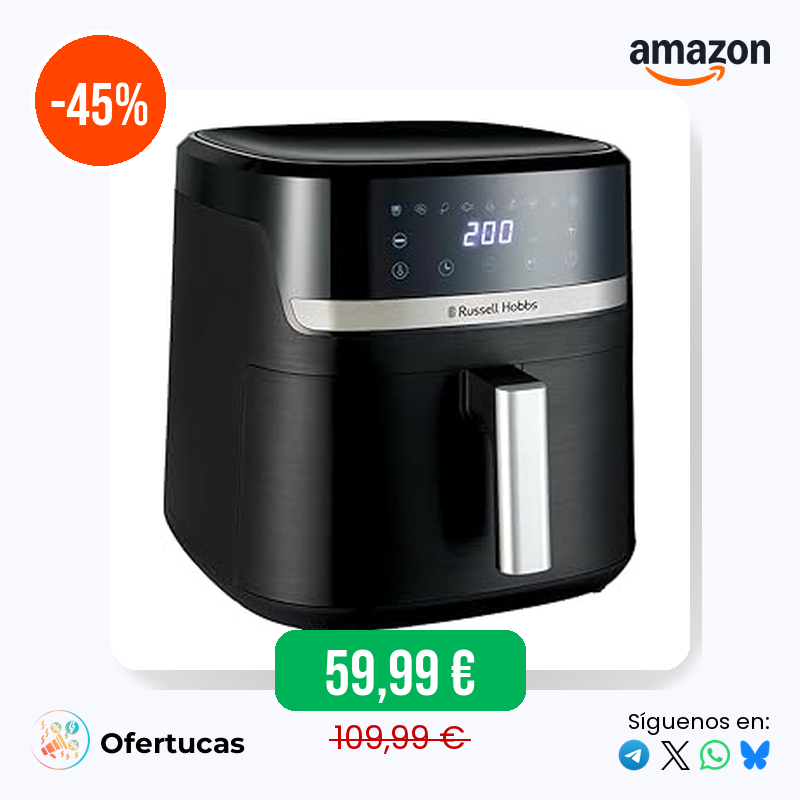 -45%
amazon
200
Russell Hobbs
59,99 €
109,99 €
Ofertucas
Síguenos en: